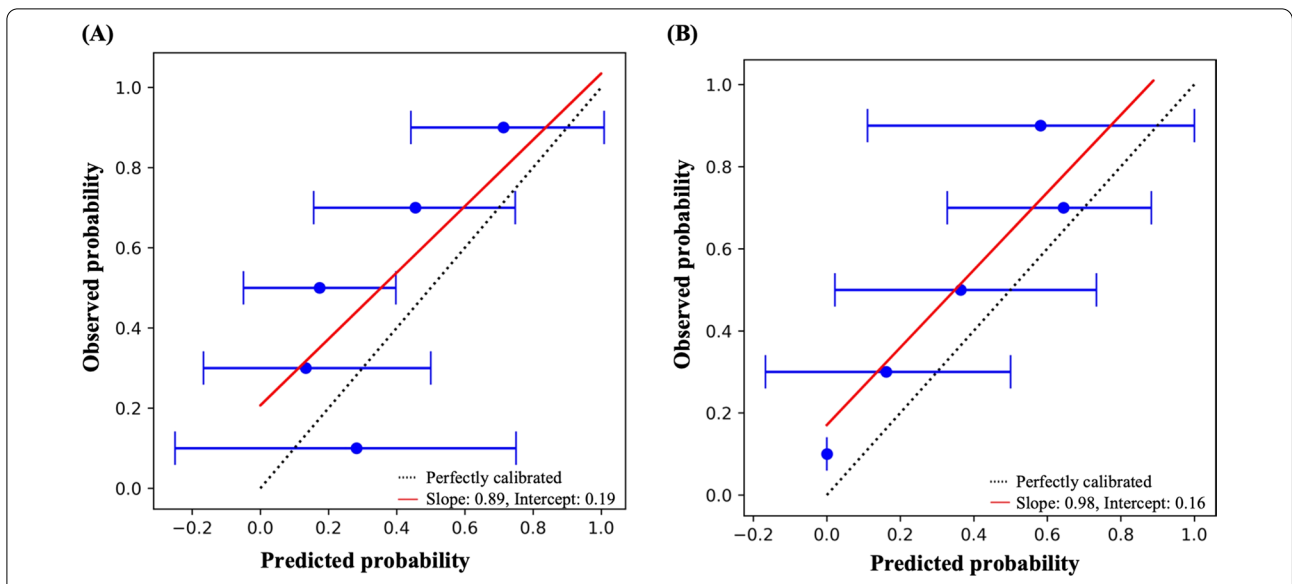 (A)
1.0
0.8
0.6
0.4
0.2
0.0
Observed probability
Perfectly calibrated
Slope: 0.89, Intercept: 0.19
−0.2 0.0 0.2 0.4 0.6 0.8 1.0
Predicted probability
(B)
1.0
0.8
0.6
0.4
0.2
0.0
Observed probability
Perfectly calibrated
Slope: 0.98, Intercept: 0.16
−0.2 0.0 0.2 0.4 0.6 0.8 1.0
Predicted probability